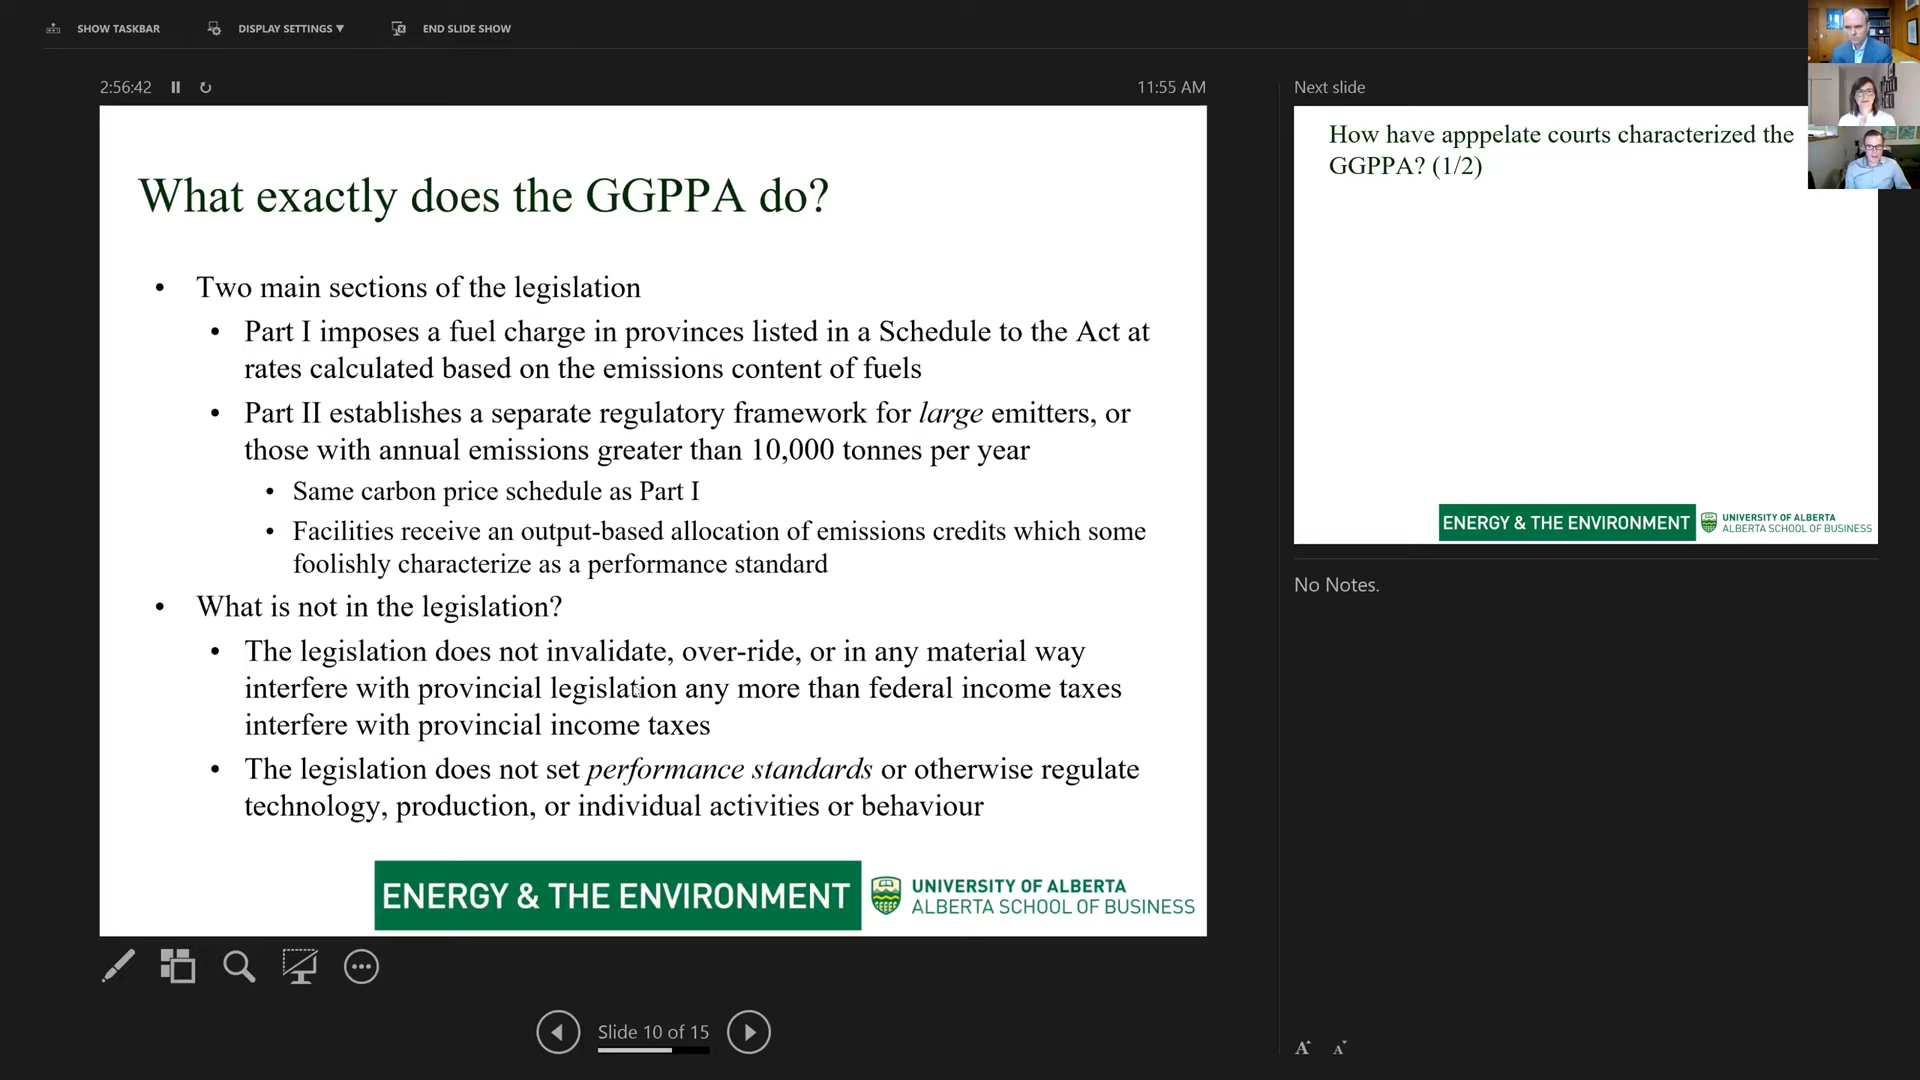 SHOW TASKBAR
DISPLAY SETTINGS ▼
END SLIDE SHOW
2:56:42
11:55 AM
What exactly does the GGPPA do?
• Two main sections of the legislation
• Part I imposes a fuel charge in provinces listed in a Schedule to the Act at
rates calculated based on the emissions content of fuels
• Part II establishes a separate regulatory framework for large emitters, or
those with annual emissions greater than 10,000 tonnes per year
• Same carbon price schedule as Part I
• Facilities receive an output-based allocation of emissions credits which some
foolishly characterize as a performance standard
• What is not in the legislation?
• The legislation does not invalidate, over-ride, or in any material way
interfere with provincial legislation any more than federal income taxes
interfere with provincial income taxes
• The legislation does not set performance standards or otherwise regulate
technology, production, or individual activities or behaviour
ENERGY & THE ENVIRONMENT
UNIVERSITY OF ALBERTA
ALBERTA SCHOOL OF BUSINESS
Slide 10 of 15
Next slide
How have apppelate courts characterized the
GGPPA? (1/2)
ENERGY & THE ENVIRONMENT
UNIVERSITY OF ALBERTA
ALBERTA SCHOOL OF BUSINESS
No Notes.
A A